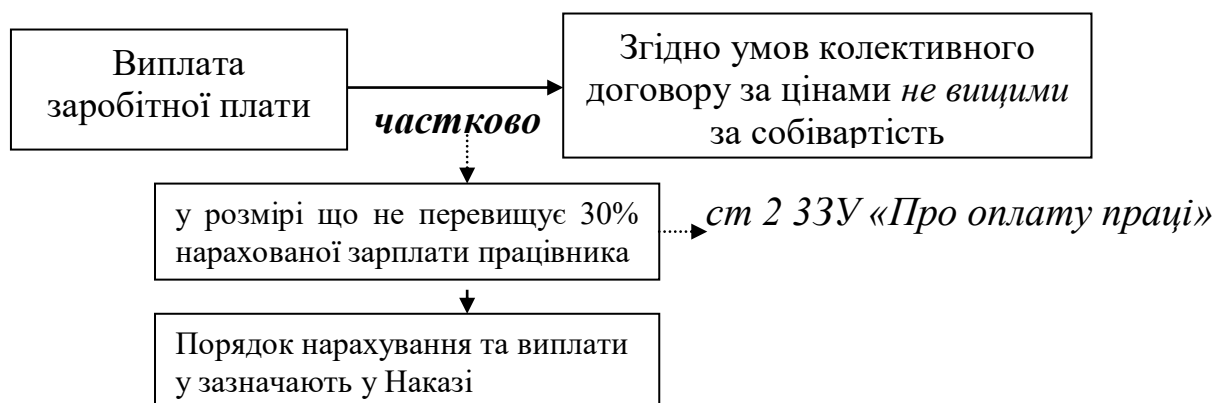 Виплата
заробітної плати
частково
Згідно умов колективного
договору за цінами не вищими
за собівартість
у розмірі що не перевищує 30%
нарахованої зарплати працівника
ст 2 ЗЗУ «Про оплату праці»
Порядок нарахування та виплати
у зазначають у Наказі